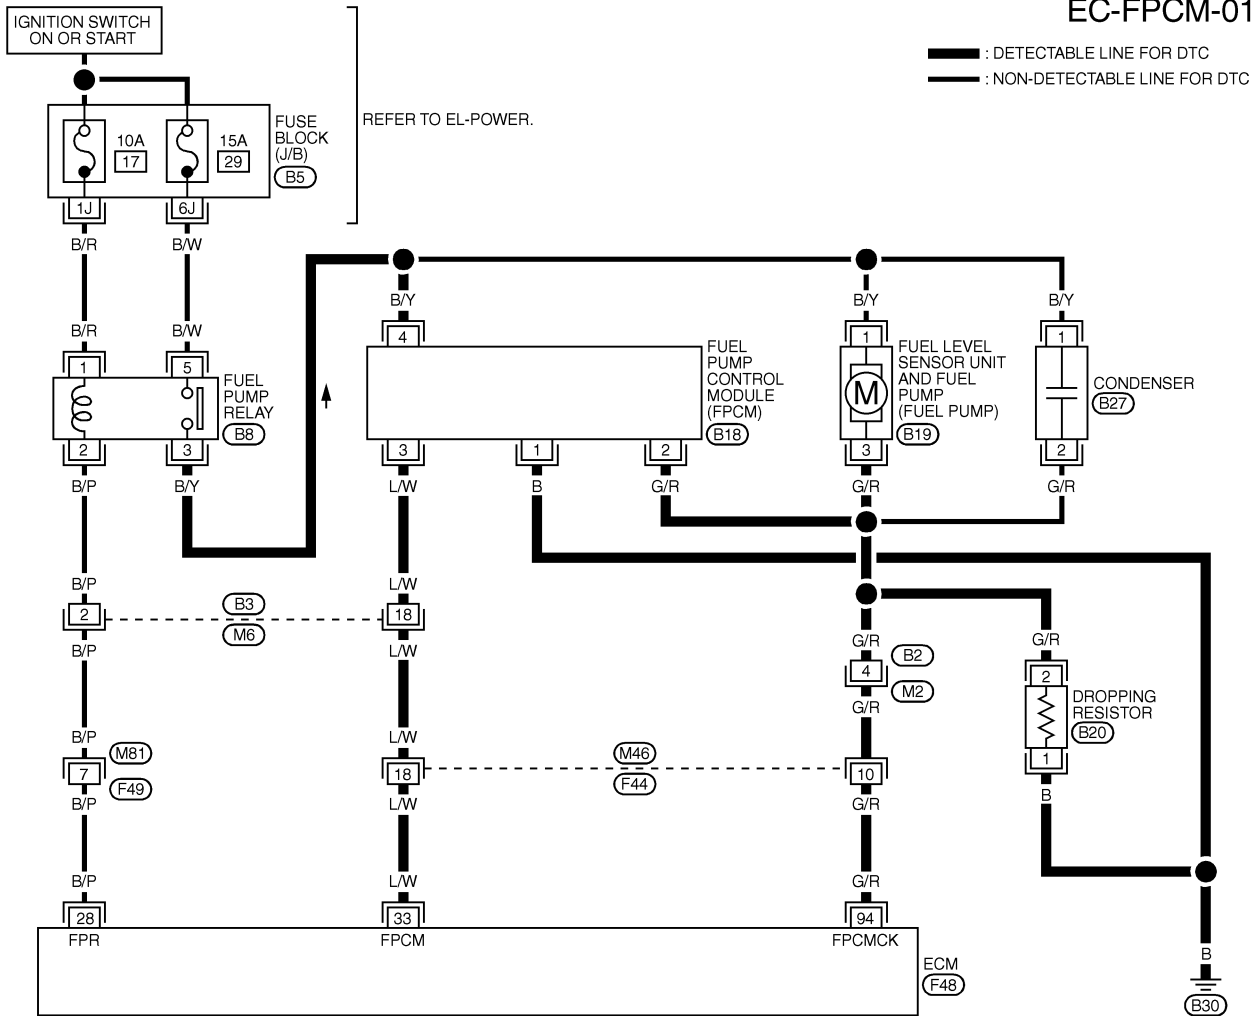 EC-FPCM-01
IGNITION SWITCH
ON OR START
: DETECTABLE LINE FOR DTC
: NON-DETECTABLE LINE FOR DTC
REFER TO EL-POWER.
10A
17
15A
29
FUSE
BLOCK
(J/B)
B5
1J
6J
B/R
B/W
B/R
B/W
1
5
FUEL
PUMP
RELAY
B8
2
3
B/P
B/Y
B/Y
B/Y
B/Y
4
1
1
FUEL
PUMP
CONTROL
MODULE
(FPCM)
B18
M
FUEL LEVEL
SENSOR UNIT
AND FUEL
PUMP
(FUEL PUMP)
B19
CONDENSER
B27
3
1
2
3
2
L/W
B
G/R
G/R
G/R
B/P
L/W
2
B3
M6
18
B/P
L/W
G/R
B2
4
M2
G/R
G/R
2
DROPPING
RESISTOR
B20
1
B
B/P
L/W
M81
7
F49
18
M46
F44
10
B/P
L/W
G/R
B/P
L/W
G/R
28
33
94
FPR
FPCM
FPCMCK
ECM
F48
B
B30